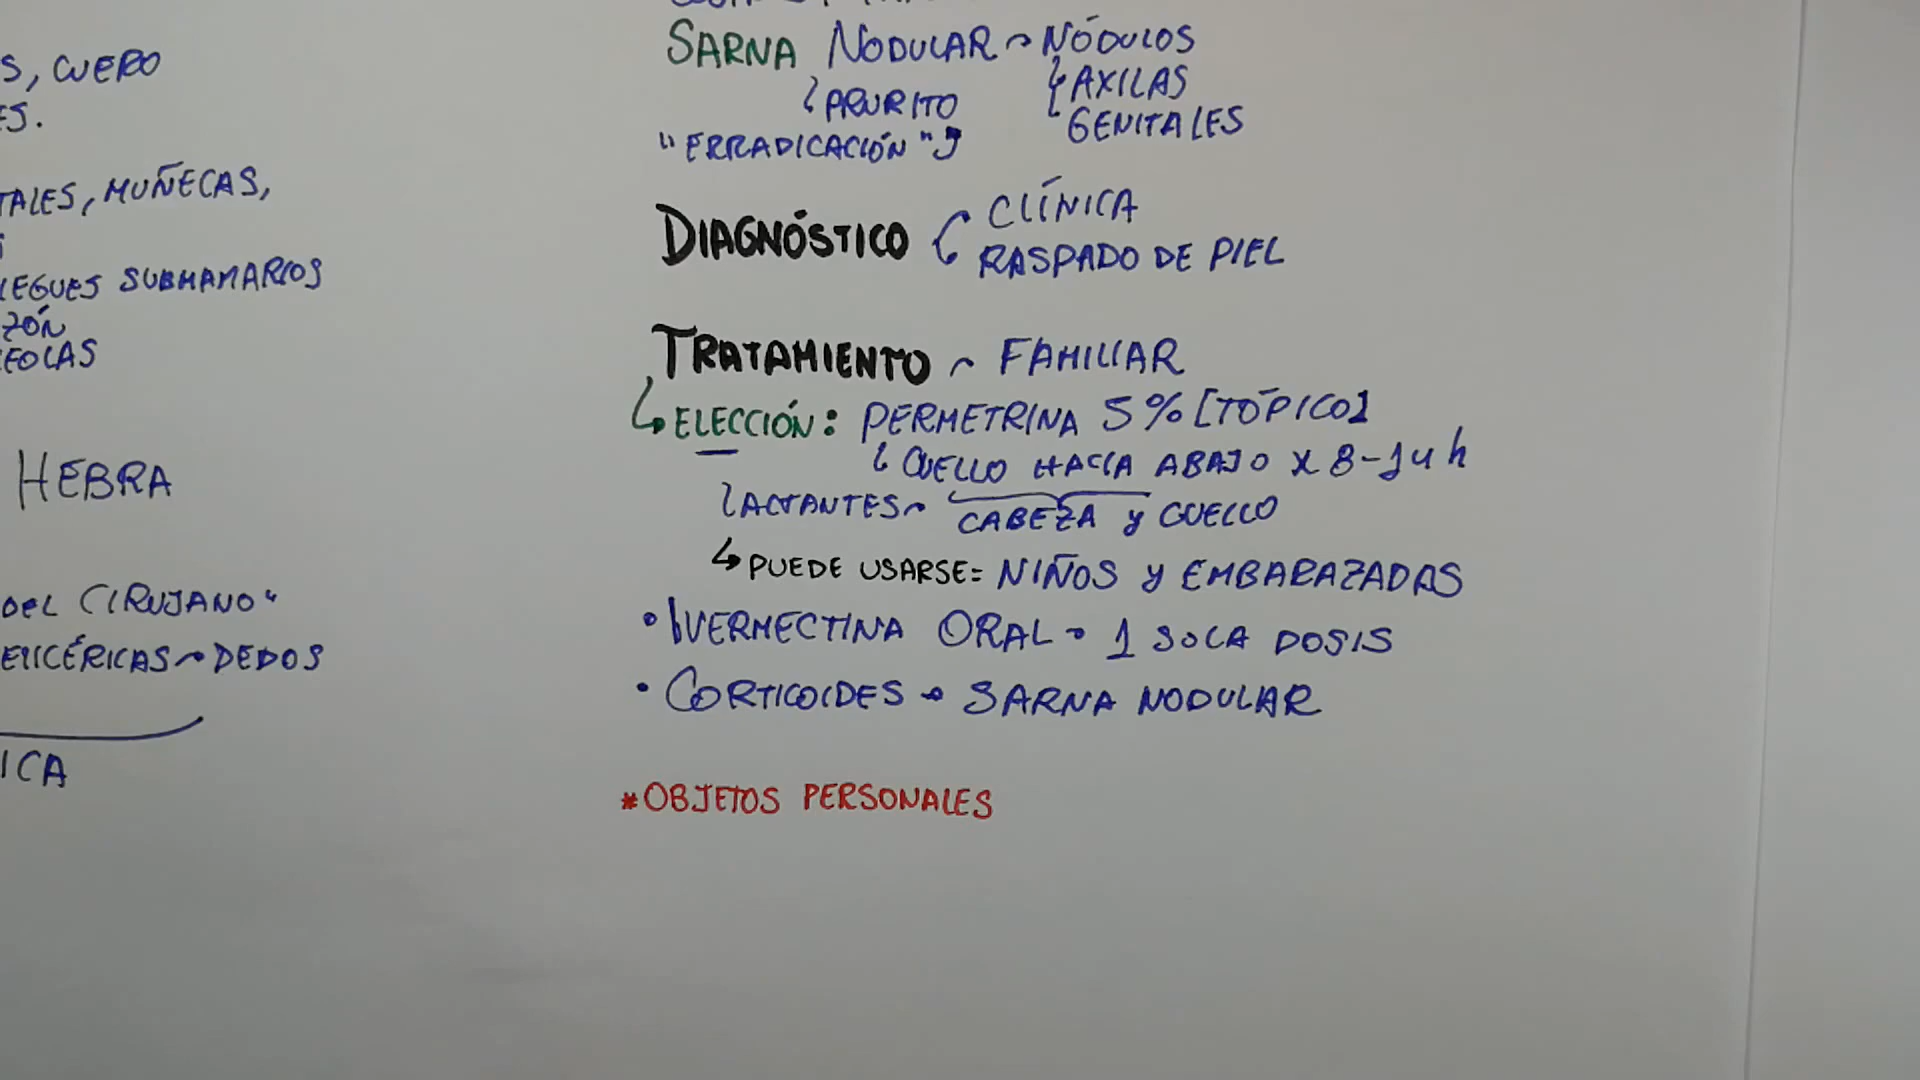 S, CUERO
ES.
TALES, MUÑECAS,
LEGUES SUBMAMARIOS
ZÓN
EOLAS
HEBRA
DEL CIRUJANO"
DEDOS
ICA
SARNA NODULAR → NÓDULOS
↳ PRURITO ↳ AXILAS
"ERRADICACIÓN" ↳ GENITALES
DIAGNÓSTICO CLÍNICA
RASPADO DE PIEL
TRATAMIENTO ~ FAMILIAR
↳ ELECCIÓN: PERMETRINA 5% [TÓPICO]
↳ CUELLO HACIA ABAJO X 8-14 h
LACTANTES ~ CABEZA y CUELLO
↳ PUEDE USARSE = NIÑOS y EMBARAZADAS
• IVERMECTINA ORAL → 1 SOLA DOSIS
• CORTICOIDES → SARNA NODULAR
* OBJETOS PERSONALES